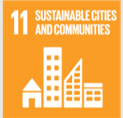 11 SUSTAINABLE CITIES
AND COMMUNITIES